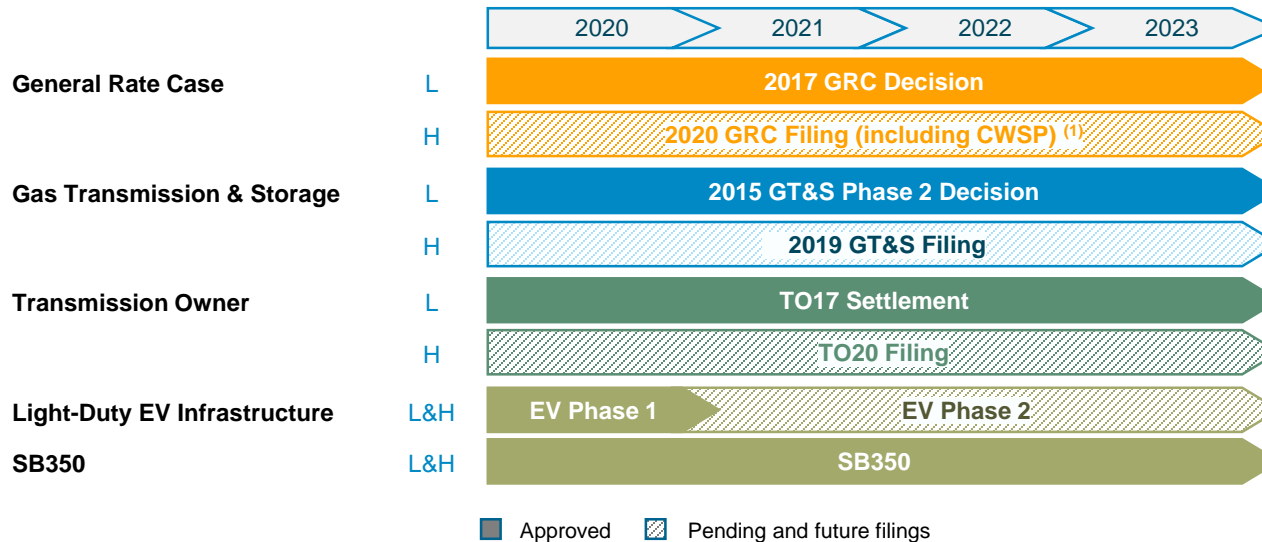 2020 2021 2022 2023
General Rate Case L 2017 GRC Decision
H 2020 GRC Filing (including CWSP) (1)
Gas Transmission & Storage L 2015 GT&S Phase 2 Decision
H 2019 GT&S Filing
Transmission Owner L TO17 Settlement
H TO20 Filing
Light-Duty EV Infrastructure L&H EV Phase 1 EV Phase 2
SB350 L&H SB350
Approved Pending and future filings